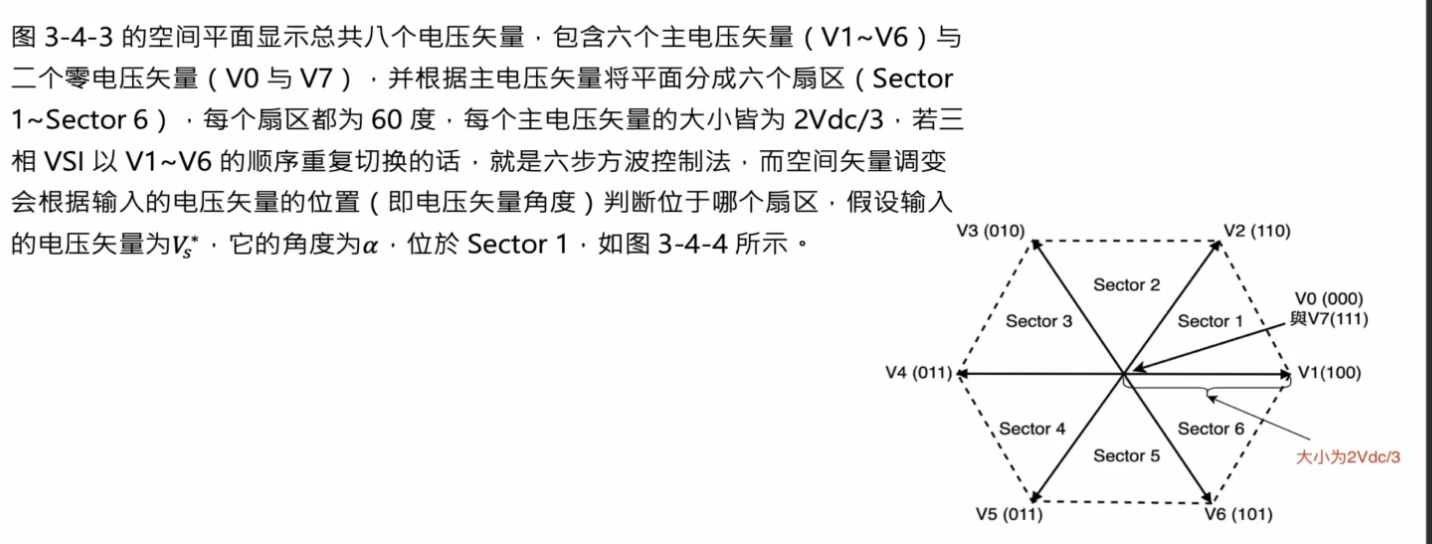 图 3-4-3 的空间平面显示总共八个电压矢量，包含六个主电压矢量（V1~V6）与
二个零电压矢量（V0 与 V7），并根据主电压矢量将平面分成六个扇区（Sector
1~Sector 6），每个扇区都为 60 度，每个主电压矢量的大小皆为 2Vdc/3，若三
相 VSI 以 V1~V6 的顺序重复切换的话，就是六步方波控制法，而空间矢量调变
会根据输入的电压矢量的位置（即电压矢量角度）判断位于哪个扇区，假设输入
的电压矢量为Vs*，它的角度为α，位於 Sector 1，如图 3-4-4 所示。
V3 (010)
V2 (110)
Sector 2
V0 (000)
與V7(111)
Sector 3
Sector 1
V4 (011)
V1(100)
Sector 4
Sector 6
Sector 5
大小为2Vdc/3
V5 (011)
V6 (101)